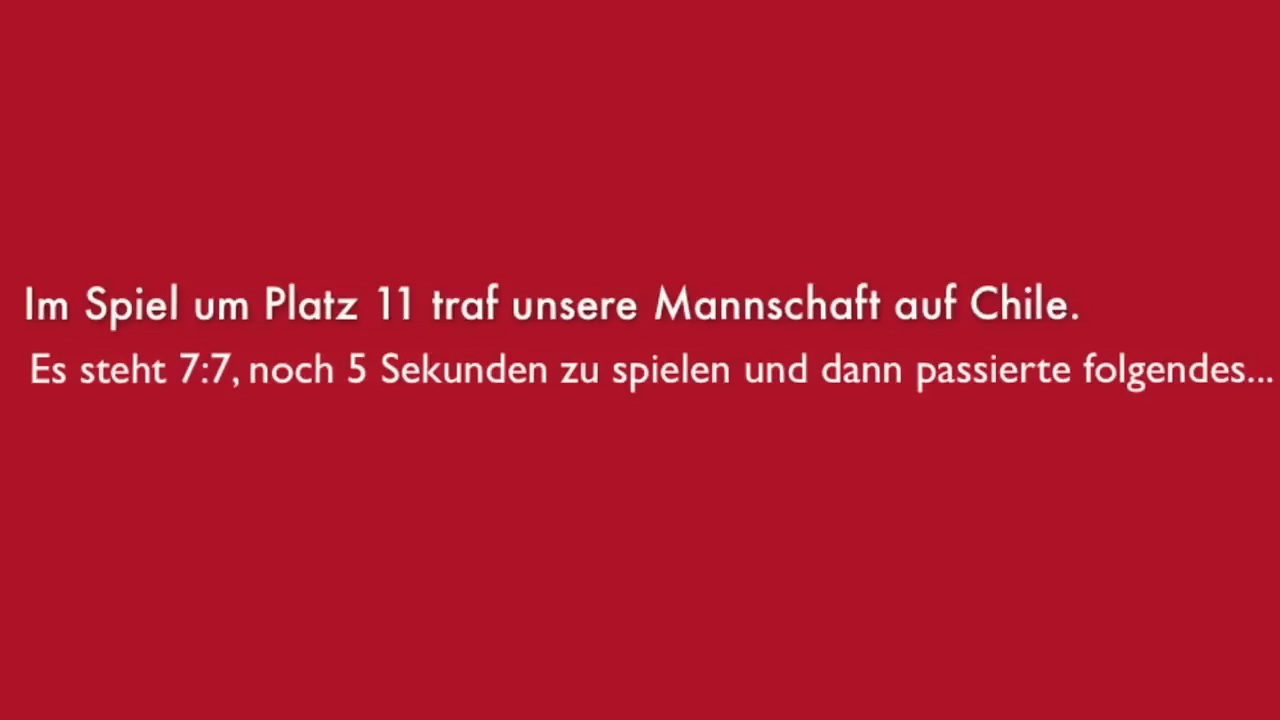 Im Spiel um Platz 11 traf unsere Mannschaft auf Chile.
Es steht 7:7, noch 5 Sekunden zu spielen und dann passierte folgendes...